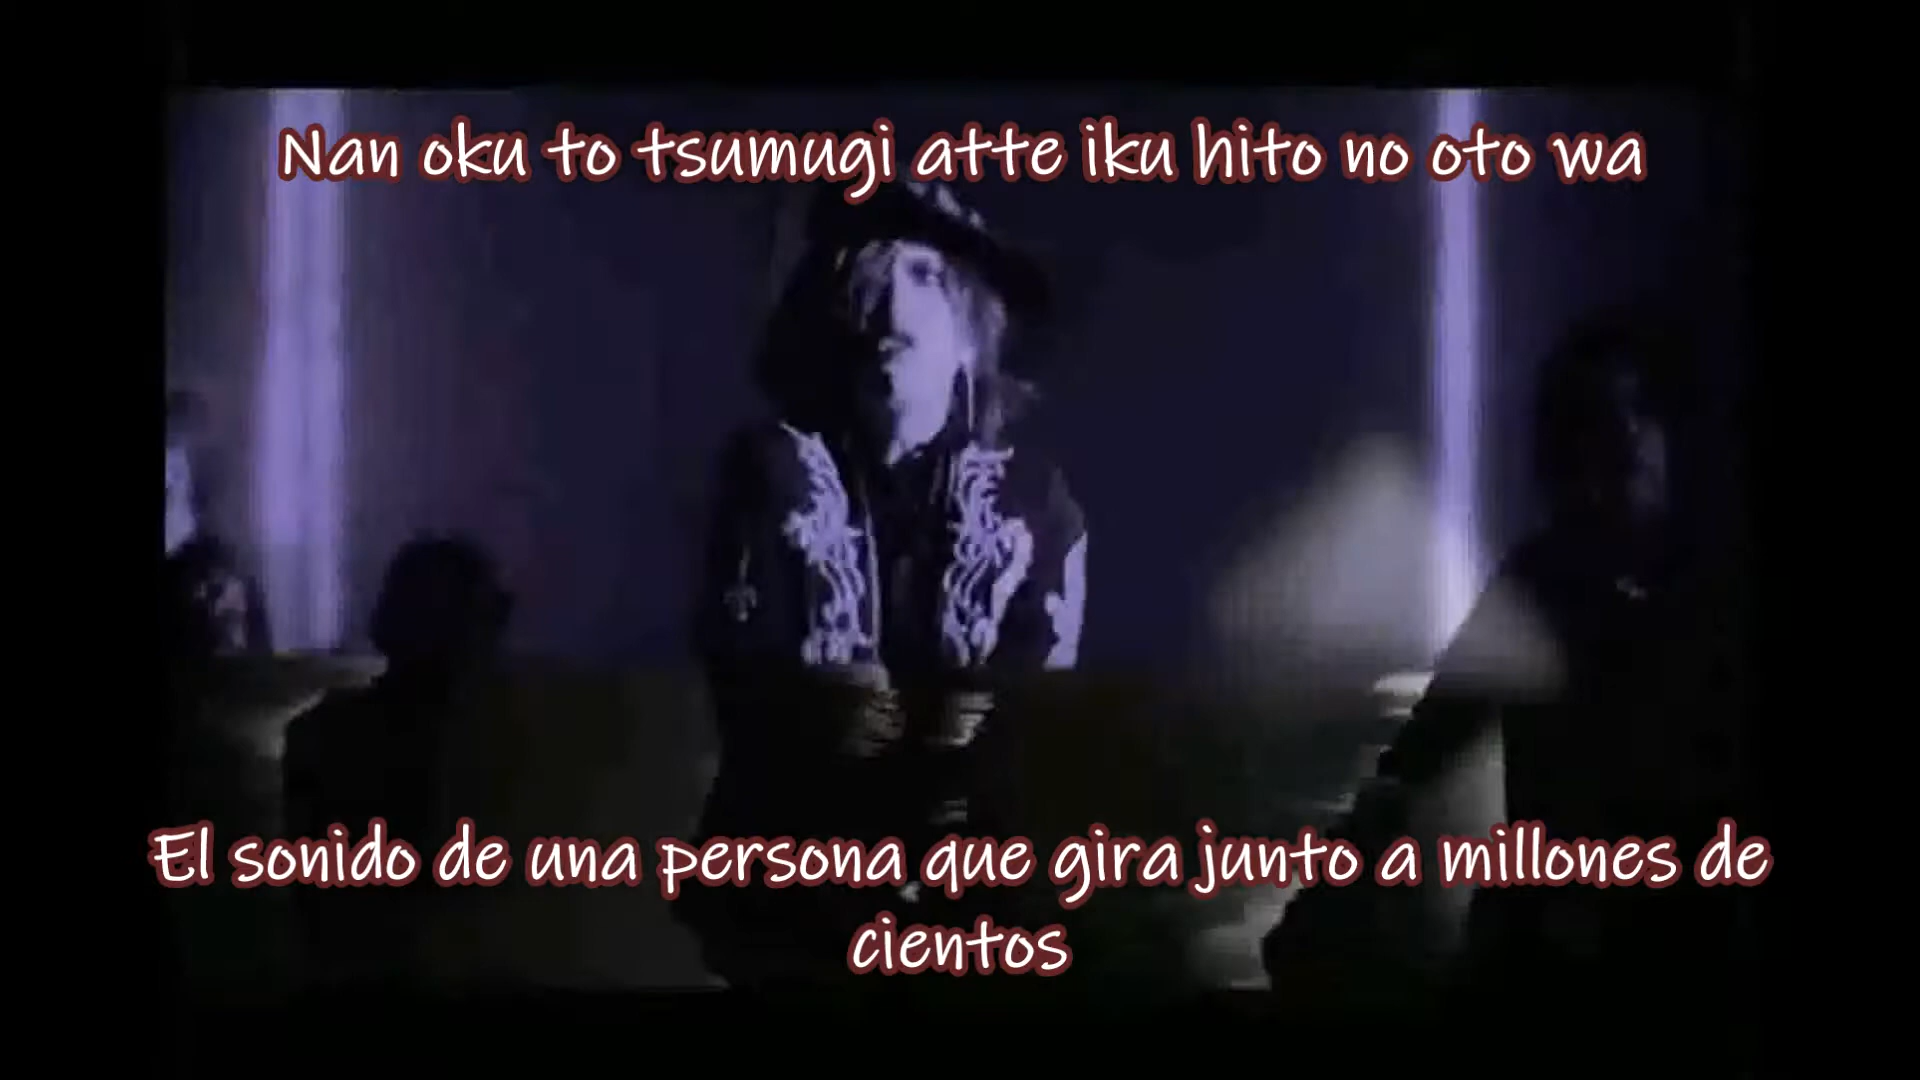 Nan oku to tsumugi atte iku hito no oto wa
El sonido de una persona que gira junto a millones de
cientos